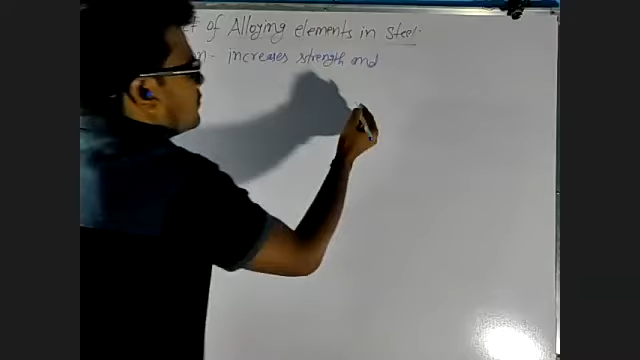 of Alloying elements in steel.
- increases strength and